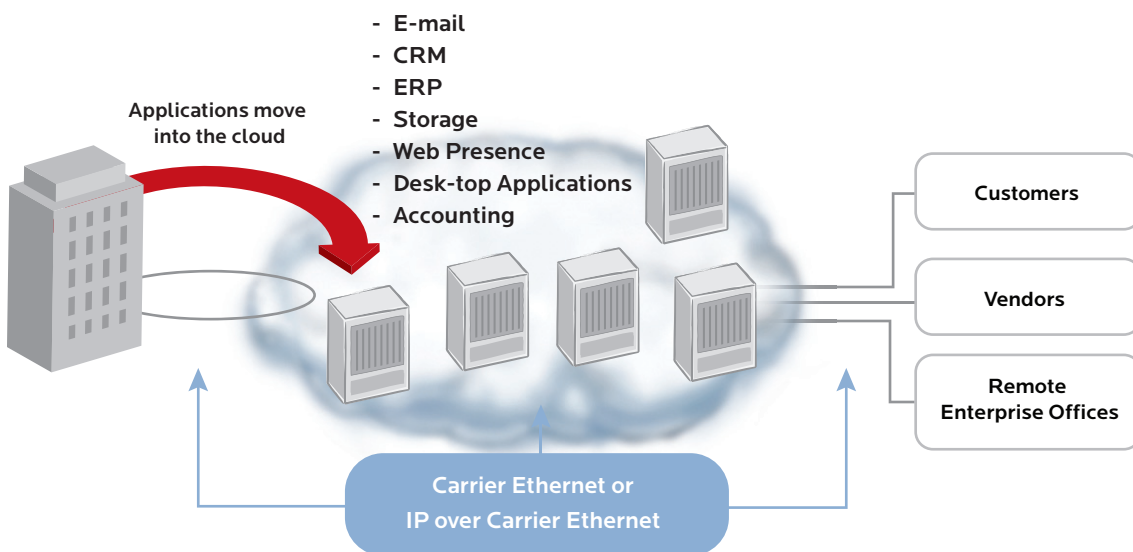 - E-mail
- CRM
- ERP
- Storage
- Web Presence
- Desk-top Applications
- Accounting
Applications move
into the cloud
Customers
Vendors
Remote
Enterprise Offices
Carrier Ethernet or
IP over Carrier Ethernet